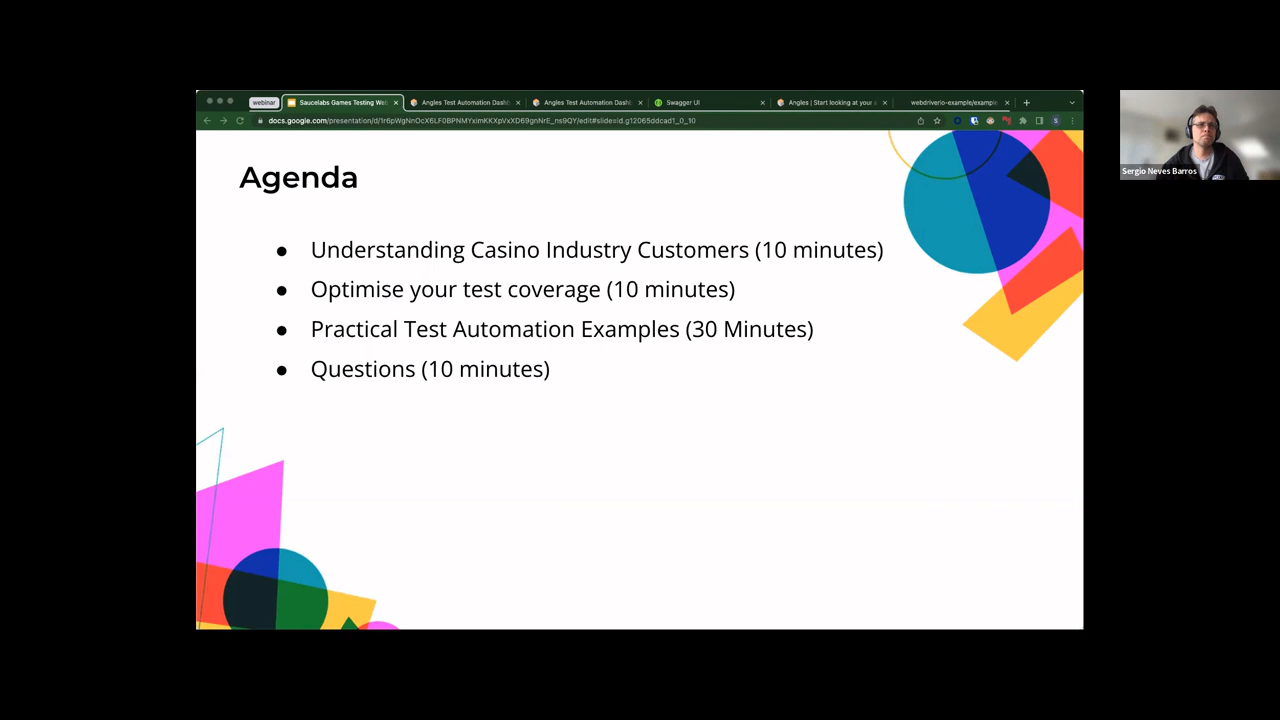 webinar
Saucelabs Games Testing We
Angles Test Automation Dash
Angles Test Automation Dash
Swagger UI
Angles | Start looking at your a
webdriverio-example/example
docs.google.com/presentation/d/1r6pWgNnOcX6LF0BPNMYximKKXpVxXD69gnNrE_ns9QY/edit#slide=id.g12065ddcad1_0_10
Sergio Neves Barros
Agenda
● Understanding Casino Industry Customers (10 minutes)
● Optimise your test coverage (10 minutes)
● Practical Test Automation Examples (30 Minutes)
● Questions (10 minutes)